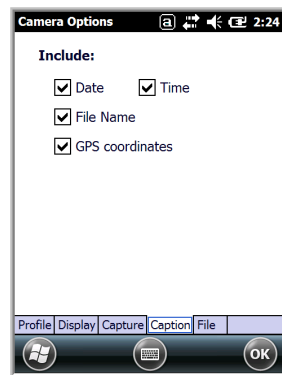 Camera Options a 2:24
Include:
Date Time
File Name
GPS coordinates
Profile Display Capture Caption File
OK